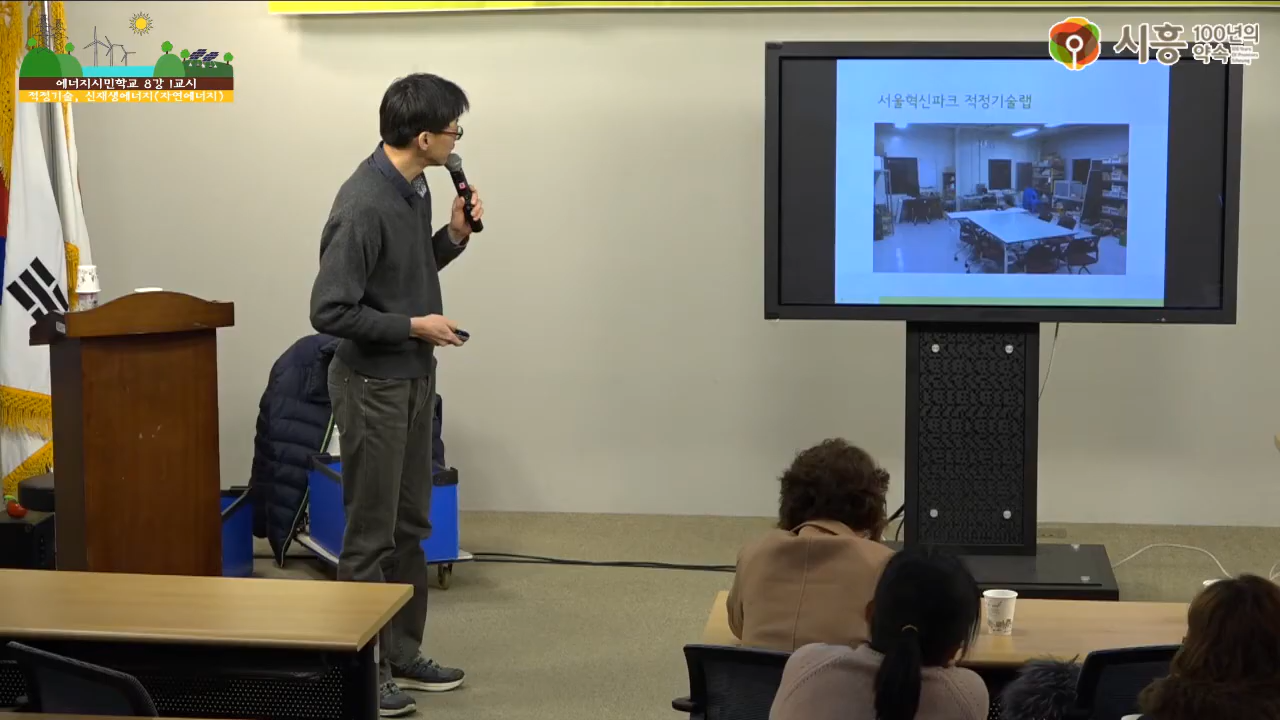 에너지시민학교 8강 1교시
적정기술, 신재생에너지(자연에너지)
시흥 100년의
약속
서울혁신파크 적정기술랩